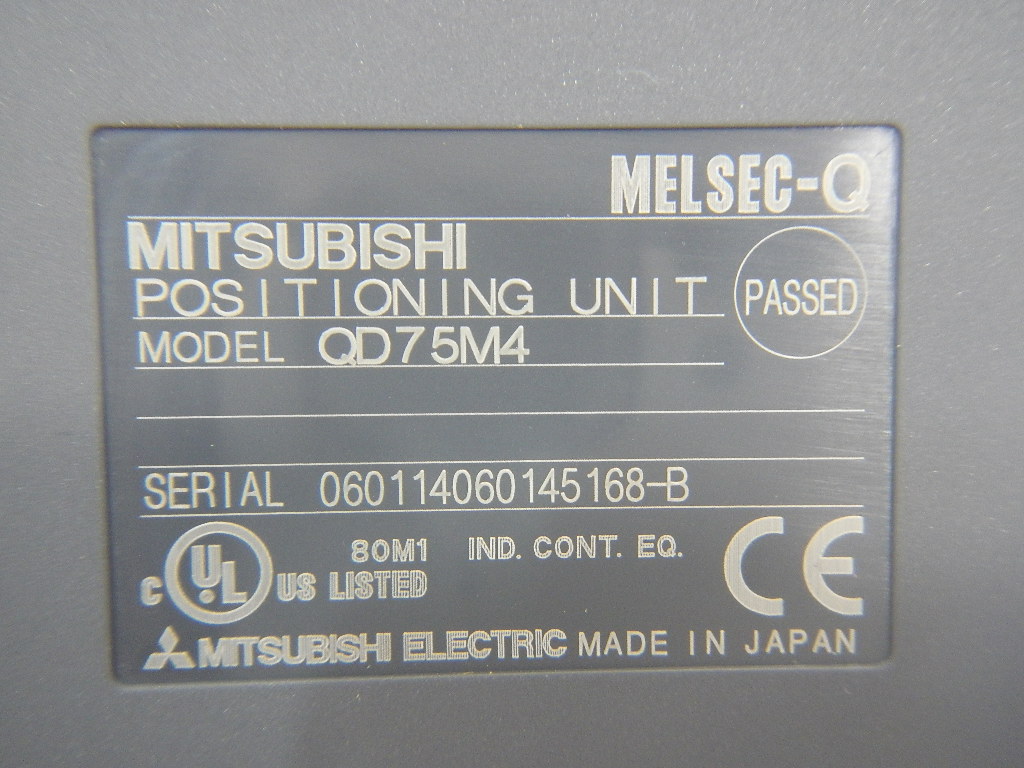 MELSEC-Q
MITSUBISHI
POSITIONING UNIT
PASSED
MODEL QD75M4
SERIAL 060114060145168-B
C UL US LISTED
80M1 IND. CONT. EQ.
CE
MITSUBISHI ELECTRIC MADE IN JAPAN